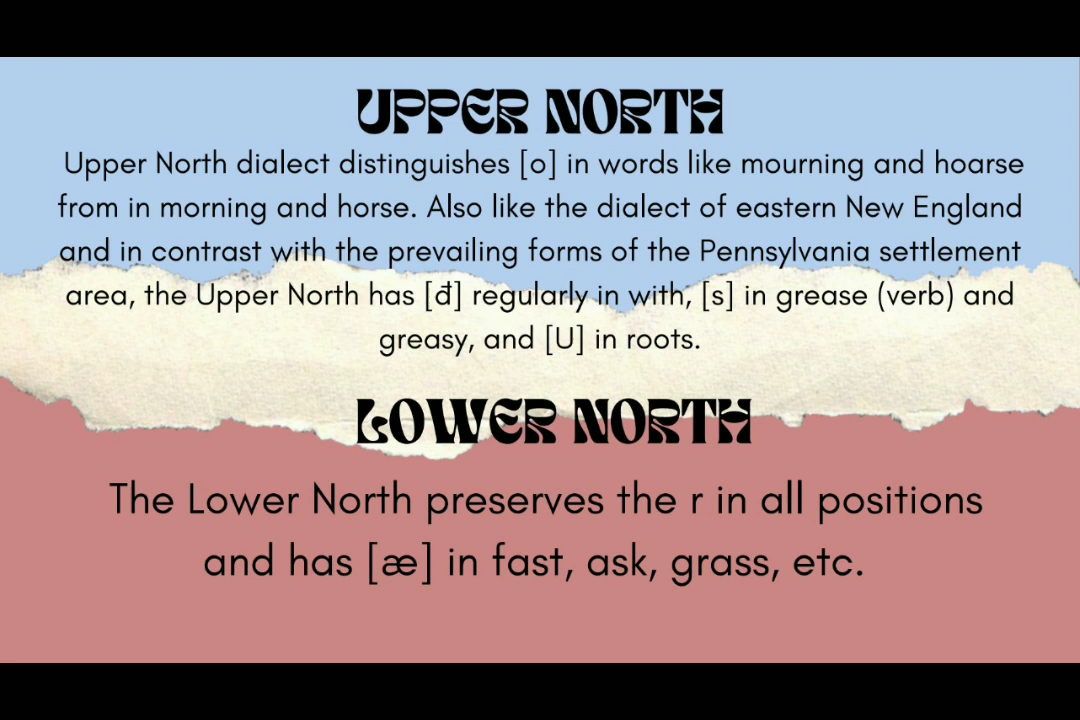 UPPER NORTH
Upper North dialect distinguishes [o] in words like mourning and hoarse
from in morning and horse. Also like the dialect of eastern New England
and in contrast with the prevailing forms of the Pennsylvania settlement
area, the Upper North has [đ] regularly in with, [s] in grease (verb) and
greasy, and [U] in roots.
LOWER NORTH
The Lower North preserves the r in all positions
and has [æ] in fast, ask, grass, etc.